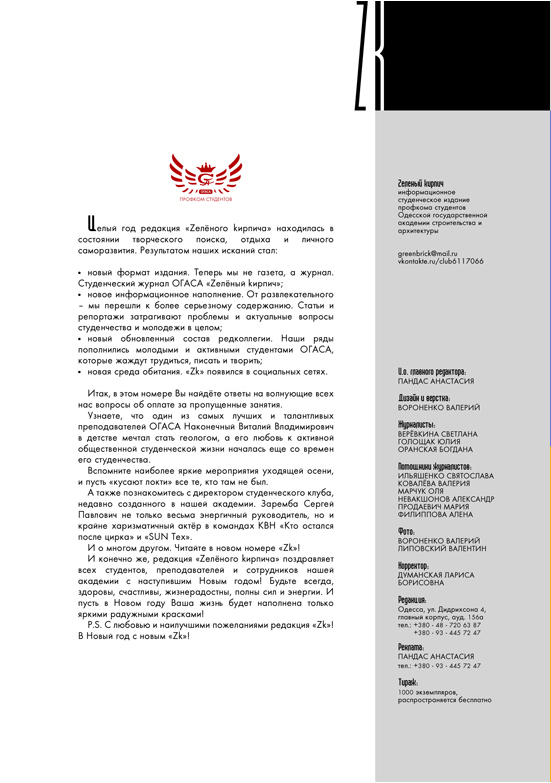 Zk
ОГАСА
ПРОФКОМ СТУДЕНТОВ
Целый год редакция «Zелёного kирпича» находилась в
состоянии творческого поиска, отдыха и личного
саморазвития. Результатом наших исканий стал:
• новый формат издания. Теперь мы не газета, а журнал.
Студенческий журнал ОГАСА «Zелёный kирпич»;
• новое информационное наполнение. От развлекательного
– мы перешли к более серьезному содержанию. Статьи и
репортажи затрагивают проблемы и актуальные вопросы
студенчества и молодежи в целом;
• новый обновленный состав редколлегии. Наши ряды
пополнились молодыми и активными студентами ОГАСА,
которые жаждут трудиться, писать и творить;
• новая среда обитания. «Zk» появился в социальных сетях.
Итак, в этом номере Вы найдёте ответы на волнующие всех
нас вопросы об оплате за пропущенные занятия.
Узнаете, что один из самых лучших и талантливых
преподавателей ОГАСА Наконечный Виталий Владимирович
в детстве мечтал стать геологом, а его любовь к активной
общественной студенческой жизни началась еще со времен
его студенчества.
Вспомните наиболее яркие мероприятия уходящей осени,
и пусть «кусают локти» все те, кто там не был.
А также познакомитесь с директором студенческого клуба,
недавно созданного в нашей академии. Заремба Сергей
Павлович не только весьма энергичный руководитель, но и
крайне харизматичный актёр в командах КВН «Кто остался
после цирка» и «SUN Тех».
И о многом другом. Читайте в новом номере «Zk»!
И конечно же, редакция «Zелёного kирпича» поздравляет
всех студентов, преподавателей и сотрудников нашей
академии с наступившим Новым годом! Будьте всегда,
здоровы, счастливы, жизнерадостны, полны сил и энергии. И
пусть в Новом году Ваша жизнь будет наполнена только
яркими радужными красками!
P.S. С любовью и наилучшими пожеланиями редакция «Zk»!
В Новый год с новым «Zk»!
Zеленый kирпич
информационное
студенческое издание
профкома студентов
Одесской государственной
академии строительства и
архитектуры
greenbrick@mail.ru
vkontakte.ru/club6117066
И.о. главного редактора:
ПАНДАС АНАСТАСИЯ
Дизайн и верстка:
ВОРОНЕНКО ВАЛЕРИЙ
Журналисты:
ВЕРЁВКИНА СВЕТЛАНА
ГОЛОЩАК ЮЛИЯ
ОРАНСКАЯ БОГДАНА
Помощники журналистов:
ИЛЬЯШЕНКО СВЯТОСЛАВА
КОВАЛЁВА ВАЛЕРИЯ
МАРЧУК ОЛЯ
НЕВАКШОНОВ АЛЕКСАНДР
ПРОДАЕВИЧ МАРИЯ
ФИЛИППОВА АЛЕНА
Фото:
ВОРОНЕНКО ВАЛЕРИЙ
ЛИПОВСКИЙ ВАЛЕНТИН
Корректор:
ДУМАНСКАЯ ЛАРИСА
БОРИСОВНА
Редакция:
Одесса, ул. Дидрихсона 4,
главный корпус, ауд. 156а
тел.: +380 - 48 - 720 63 87
+380 - 93 - 445 72 47
Реклама:
ПАНДАС АНАСТАСИЯ
тел.: +380 - 93 - 445 72 47
Тираж:
1000 экземпляров,
распространяется бесплатно